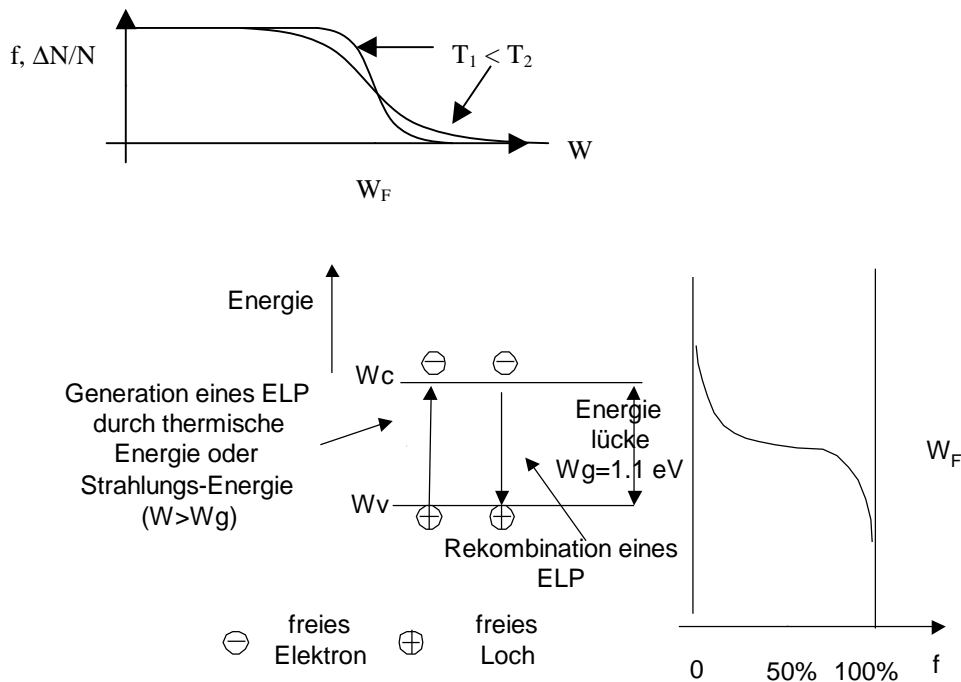 f, ΔN/N
T₁ < T₂
W
W_F
Energie
Wc
Generation eines ELP
durch thermische
Energie oder
Strahlungs-Energie
(W>Wg)
Energie
lücke
Wg=1.1 eV
Wv
Rekombination eines
ELP
freies
Elektron
freies
Loch
W_F
0 50% 100% f